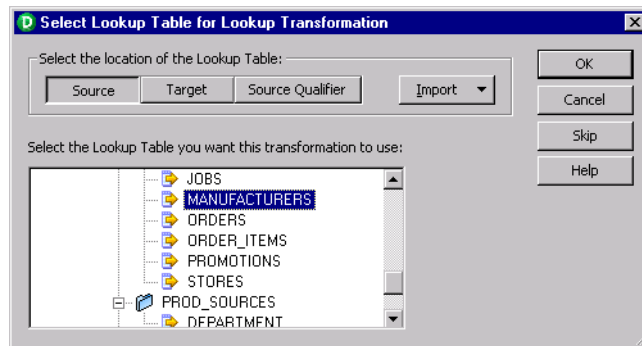 Select Lookup Table for Lookup Transformation
Select the location of the Lookup Table:
Source Target Source Qualifier Import
OK
Cancel
Skip
Help
Select the Lookup Table you want this transformation to use:
JOBS
MANUFACTURERS
ORDERS
ORDER_ITEMS
PROMOTIONS
STORES
PROD_SOURCES
DEPARTMENT